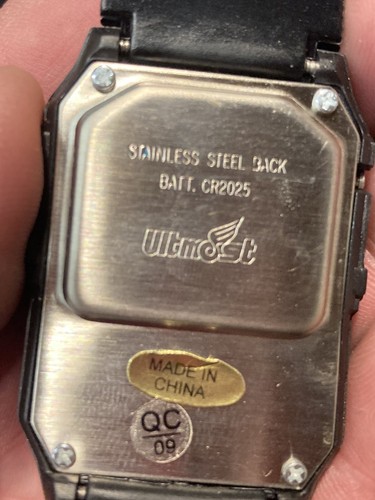 STAINLESS STEEL BACK
BATT. CR2025
Ultmost
MADE IN
CHINA
QC
09